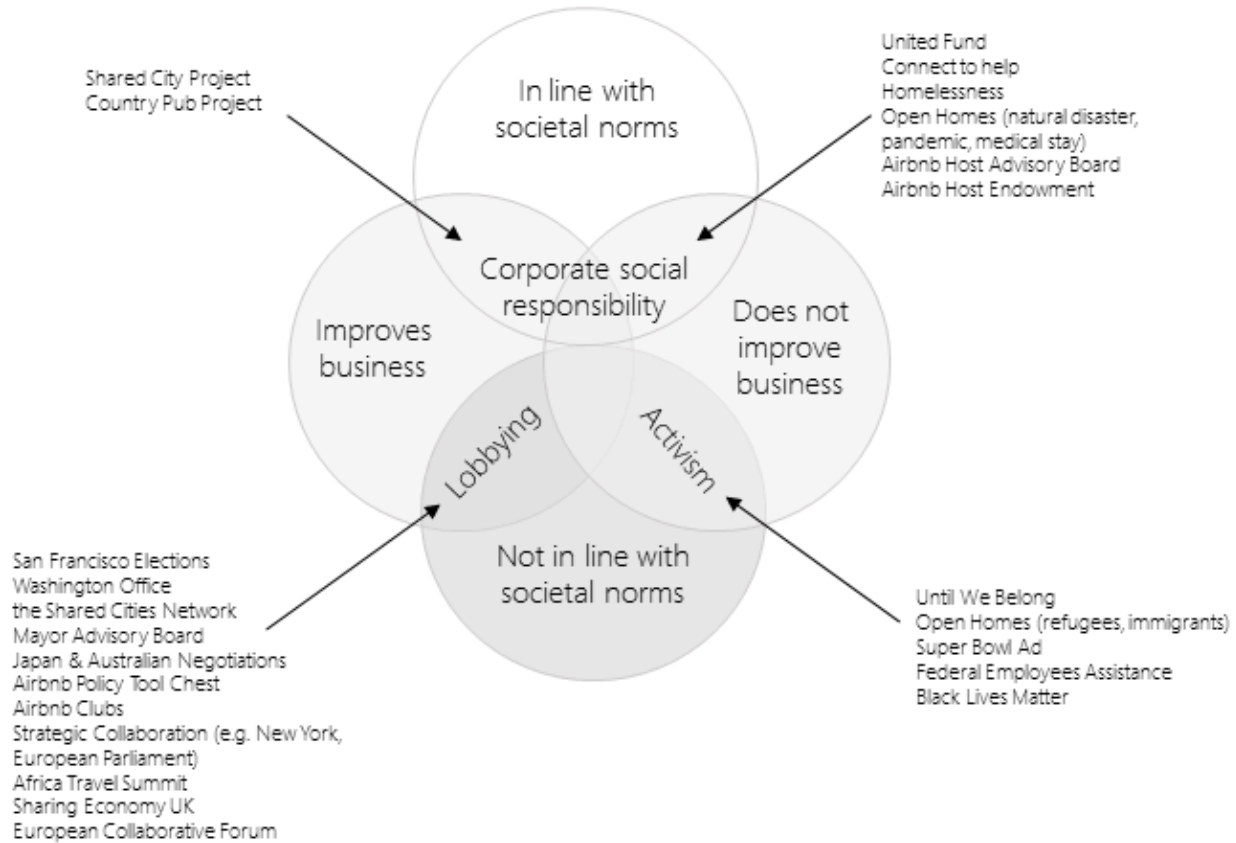 Shared City Project
Country Pub Project
In line with
societal norms
United Fund
Connect to help
Homelessness
Open Homes (natural disaster,
pandemic, medical stay)
Airbnb Host Advisory Board
Airbnb Host Endowment
Corporate social
responsibility
Improves
business
Does not
improve
business
Lobbying
Activism
Not in line with
societal norms
San Francisco Elections
Washington Office
the Shared Cities Network
Mayor Advisory Board
Japan & Australian Negotiations
Airbnb Policy Tool Chest
Airbnb Clubs
Strategic Collaboration (e.g. New York,
European Parliament)
Africa Travel Summit
Sharing Economy UK
European Collaborative Forum
Until We Belong
Open Homes (refugees, immigrants)
Super Bowl Ad
Federal Employees Assistance
Black Lives Matter